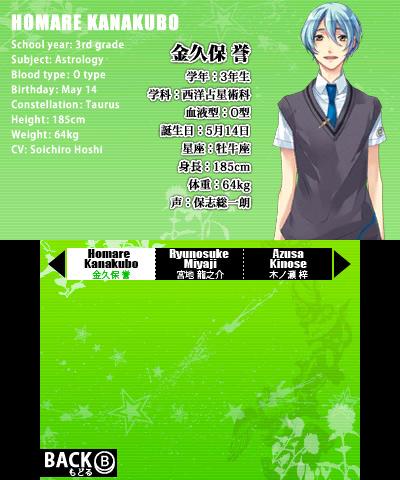 HOMARE KANAKUBO
School year: 3rd grade
Subject: Astrology
Blood type: O type
Birthday: May 14
Constellation: Taurus
Height: 185cm
Weight: 64kg
CV: Soichiro Hoshi
金久保 誉
学年：3年生
学科：西洋占星術科
血液型：O型
誕生日：5月14日
星座：牡牛座
身長：185cm
体重：64kg
声：保志総一朗
Homare
Kanakubo
金久保 誉
Ryunosuke
Miyaji
宮地 龍之介
Azusa
Kinose
木ノ瀬 梓
BACK B
もどる